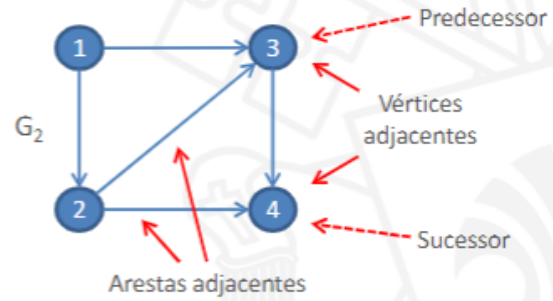 Predecessor
1
3
Vértices
adjacentes
G₂
2
4
Sucessor
Arestas adjacentes